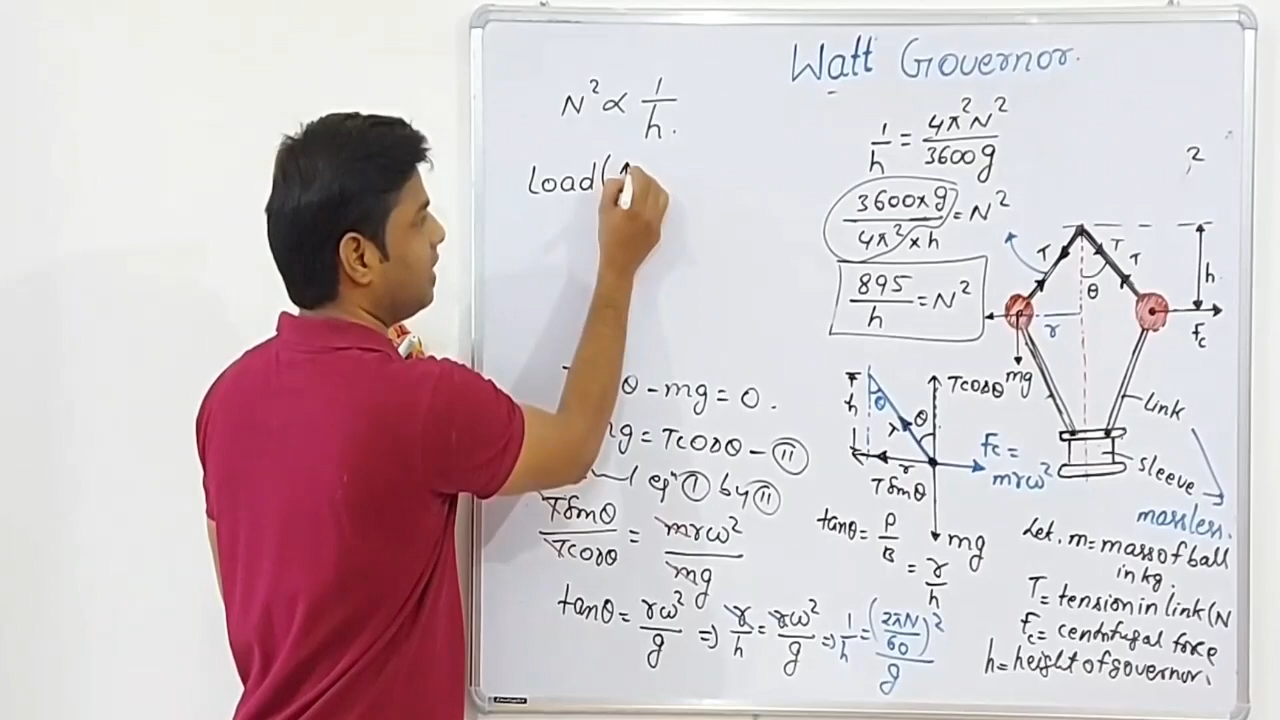 Watt Governor.
N² ∝ 1/h.
Load(↑
1/h = 4π²N²/3600g
3600×g/4π²×h = N²
895/h = N²
,2
T T T
θ
h
r
Fc
mg
Link
Sleeve
massless.
θ - mg = 0.
g = Tcosθ - II
eqⁿ I by II
Tsinθ/Tcosθ = mrω²/mg
tanθ = rω²/g ⇒ r/h = rω²/g ⇒ 1/h = (2πN/60)²/g
h
θ
θ
Tcosθ
Fc = mrω²
r
Tsinθ
mg
tanθ = P/B
= r/h
Let, m = mass of ball
in kg.
T = tension in link(N
Fc = centrifugal force
h = height of governor.